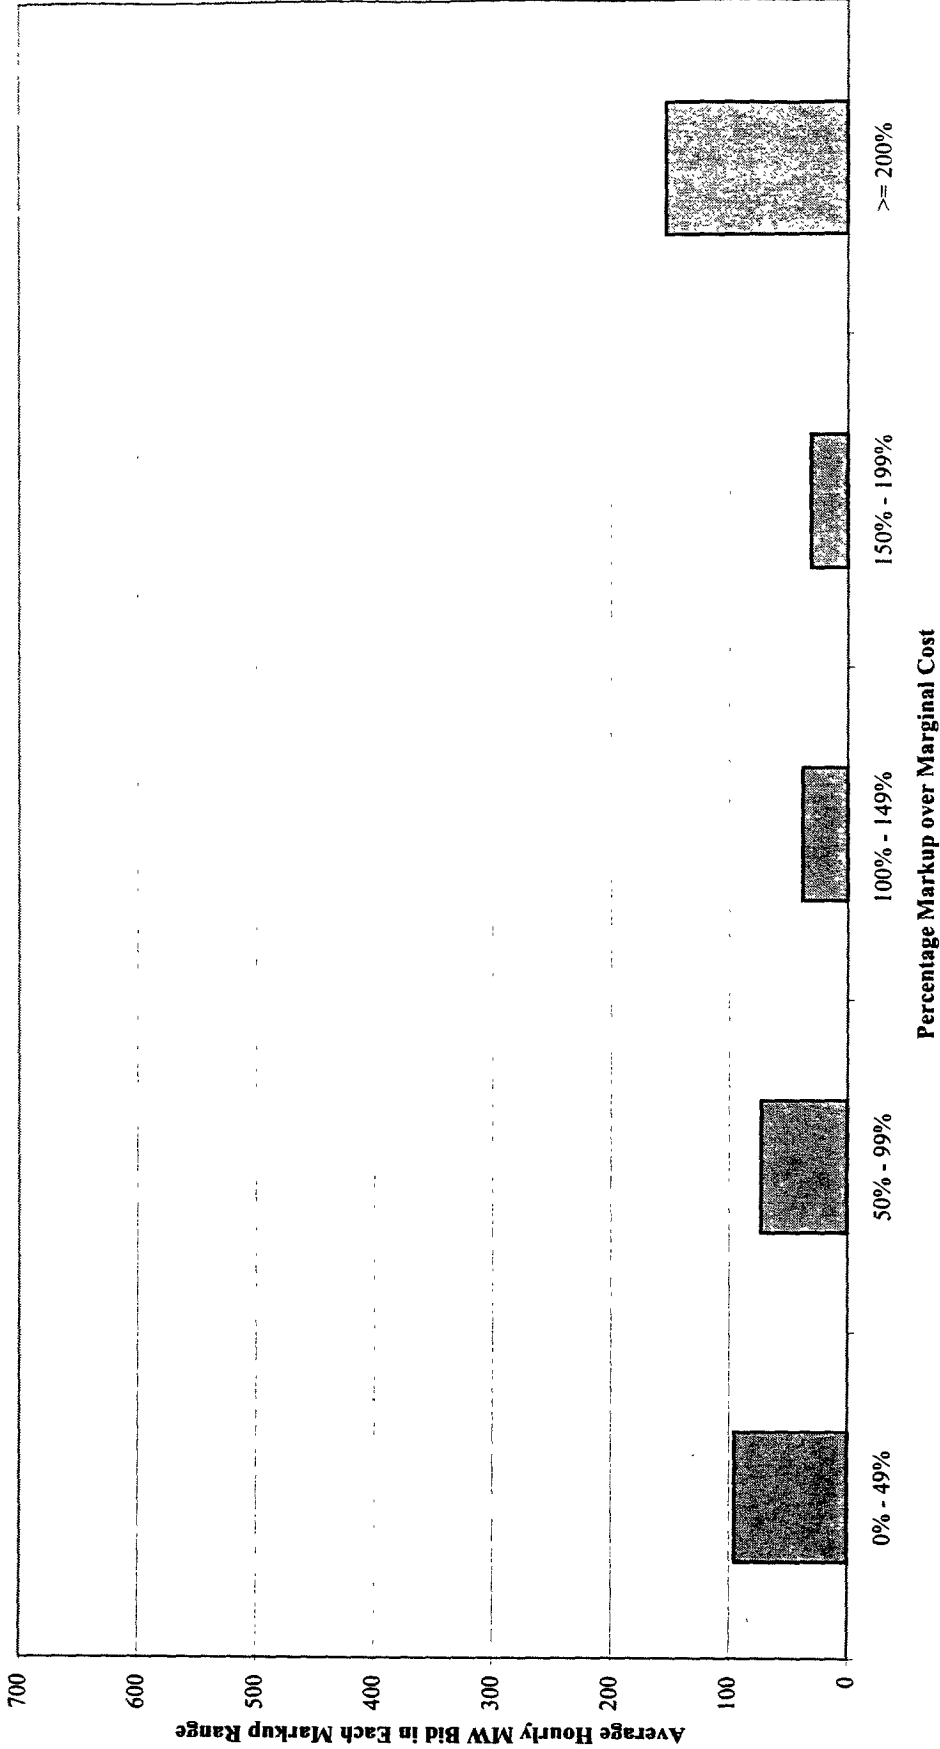 Average Hourly MW Bid in Each Markup Range
700
600
500
400
300
200
100
0
0% - 49%
50% - 99%
100% - 149%
150% - 199%
>= 200%
Percentage Markup over Marginal Cost